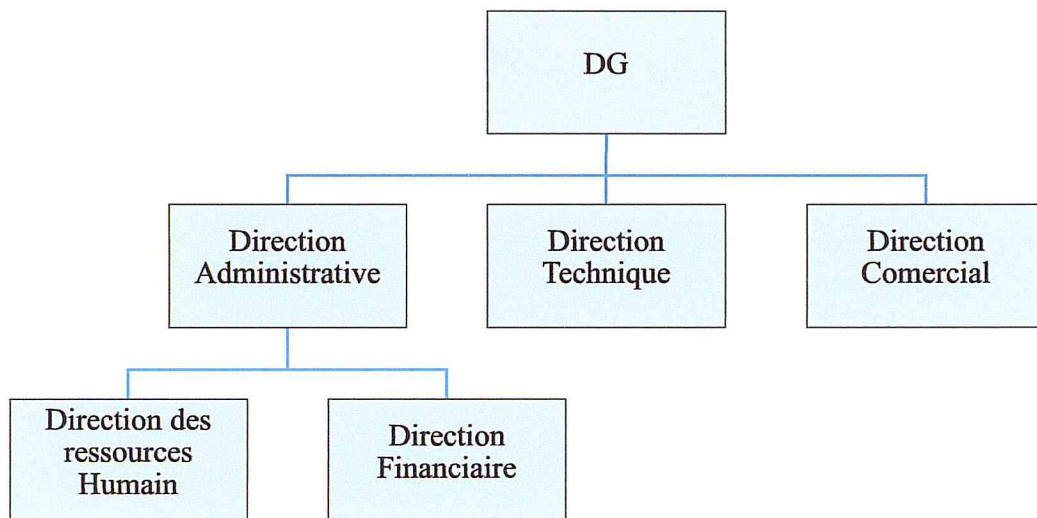 DG
Direction
Administrative
Direction
Technique
Direction
Comercial
Direction des
ressources
Humain
Direction
Financiaire